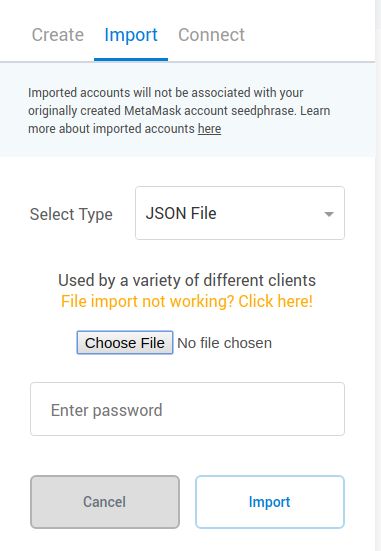 Create Import Connect
Imported accounts will not be associated with your
originally created MetaMask account seedphrase. Learn
more about imported accounts here
Select Type JSON File
Used by a variety of different clients
File import not working? Click here!
Choose File No file chosen
Enter password
Cancel Import